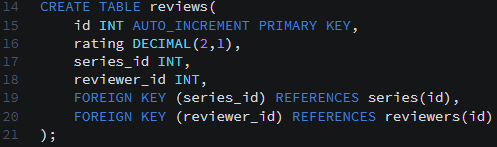 14 CREATE TABLE reviews(
15 id INT AUTO_INCREMENT PRIMARY KEY,
16 rating DECIMAL(2,1),
17 series_id INT,
18 reviewer_id INT,
19 FOREIGN KEY (series_id) REFERENCES series(id),
20 FOREIGN KEY (reviewer_id) REFERENCES reviewers(id)
21 );